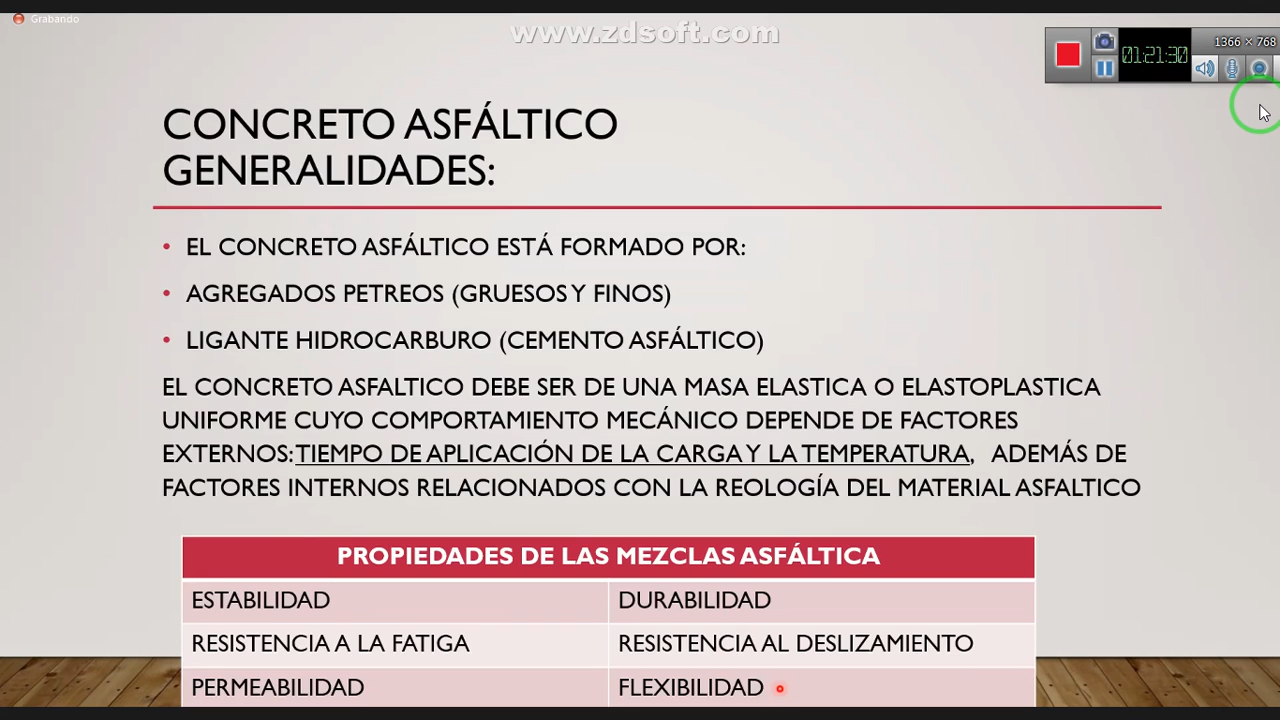 Grabando
www.zdsoft.com
1366 × 768
01:21:30
CONCRETO ASFÁLTICO
GENERALIDADES:
• EL CONCRETO ASFÁLTICO ESTÁ FORMADO POR:
• AGREGADOS PETREOS (GRUESOS Y FINOS)
• LIGANTE HIDROCARBURO (CEMENTO ASFÁLTICO)
EL CONCRETO ASFALTICO DEBE SER DE UNA MASA ELASTICA O ELASTOPLASTICA
UNIFORME CUYO COMPORTAMIENTO MECÁNICO DEPENDE DE FACTORES
EXTERNOS: TIEMPO DE APLICACIÓN DE LA CARGA Y LA TEMPERATURA, ADEMÁS DE
FACTORES INTERNOS RELACIONADOS CON LA REOLOGÍA DEL MATERIAL ASFALTICO
PROPIEDADES DE LAS MEZCLAS ASFÁLTICA
ESTABILIDAD DURABILIDAD
RESISTENCIA A LA FATIGA RESISTENCIA AL DESLIZAMIENTO
PERMEABILIDAD FLEXIBILIDAD